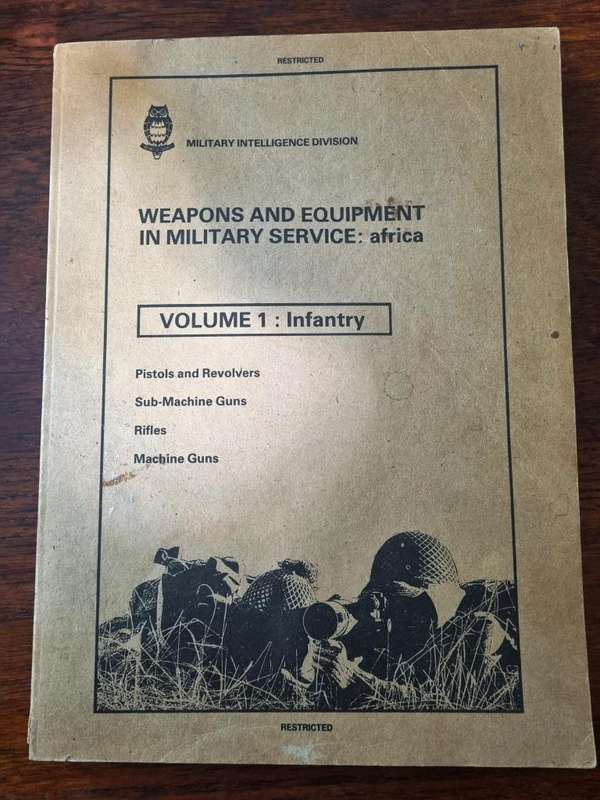 RESTRICTED
MILITARY INTELLIGENCE DIVISION
WEAPONS AND EQUIPMENT
IN MILITARY SERVICE: africa
VOLUME 1 : Infantry
Pistols and Revolvers
Sub-Machine Guns
Rifles
Machine Guns
RESTRICTED